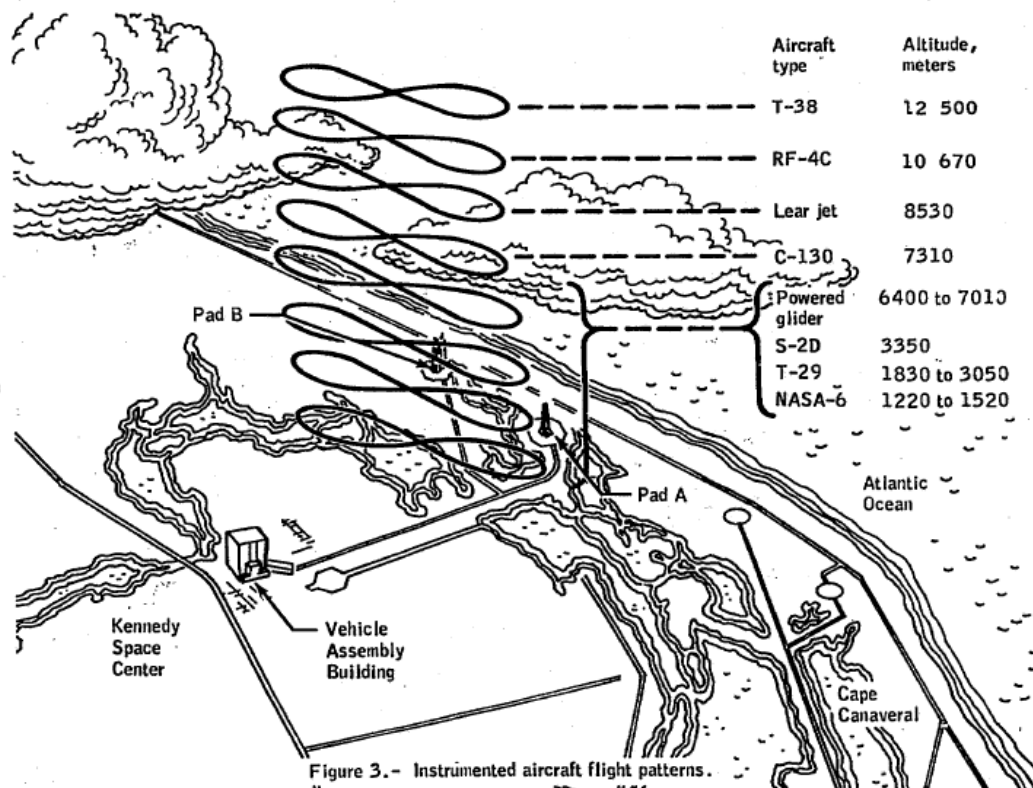 Aircraft type
Altitude, meters
T-38 12 500
RF-4C 10 670
Lear jet 8530
C-130 7310
Powered glider 6400 to 7010
S-2D 3350
T-29 1830 to 3050
NASA-6 1220 to 1520
Pad B
Pad A
Atlantic
Ocean
Kennedy
Space
Center
Vehicle
Assembly
Building
Cape
Canaveral
Figure 3.- Instrumented aircraft flight patterns.